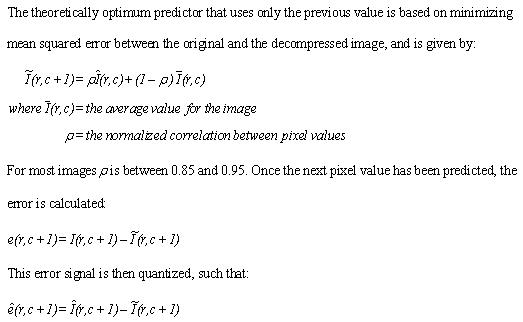 The theoretically optimum predictor that uses only the previous value is based on minimizing
mean squared error between the original and the decompressed image, and is given by:
Ĩ(r,c + 1)= ρÎ(r,c)+ (1 – ρ) Ī(r,c)
where Ī(r,c)= the average value for the image
ρ= the normalized correlation between pixel values
For most images ρ is between 0.85 and 0.95. Once the next pixel value has been predicted, the
error is calculated:
e(r,c + 1)= I(r,c + 1) – Ĩ(r,c + 1)
This error signal is then quantized, such that:
ê(r,c + 1)= Î(r,c + 1) – Ĩ(r,c + 1)